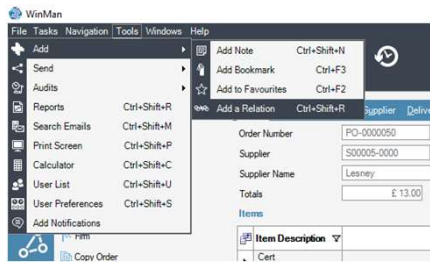 WinMan
File Tasks Navigation Tools Windows Help
Add
Send
Audits
Reports Ctrl+Shift+R
Search Emails Ctrl+Shift+M
Print Screen Ctrl+Shift+P
Calculator Ctrl+Shift+C
User List Ctrl+Shift+U
User Preferences Ctrl+Shift+S
Add Notifications
Add Note Ctrl+Shift+N
Add Bookmark Ctrl+F3
Add to Favourites Ctrl+F2
Add a Relation Ctrl+Shift+R
Supplier
Order Number PO-0000050
Supplier S00005-0000
Supplier Name Lesney
Totals £ 13.00
Items
Item Description
Cert
Firm
Copy Order